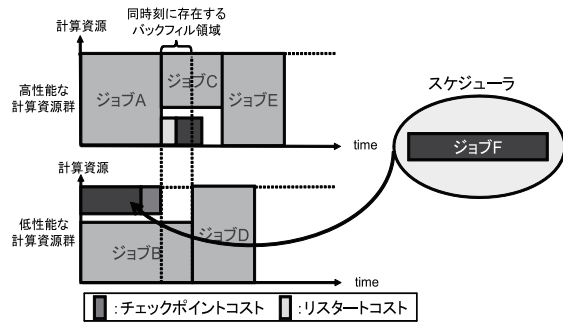 同時刻に存在する
バックフィル領域
計算資源
高性能な
計算資源群
ジョブA
ジョブC
ジョブE
time
スケジューラ
ジョブF
計算資源
低性能な
計算資源群
ジョブB
ジョブD
time
:チェックポイントコスト
:リスタートコスト